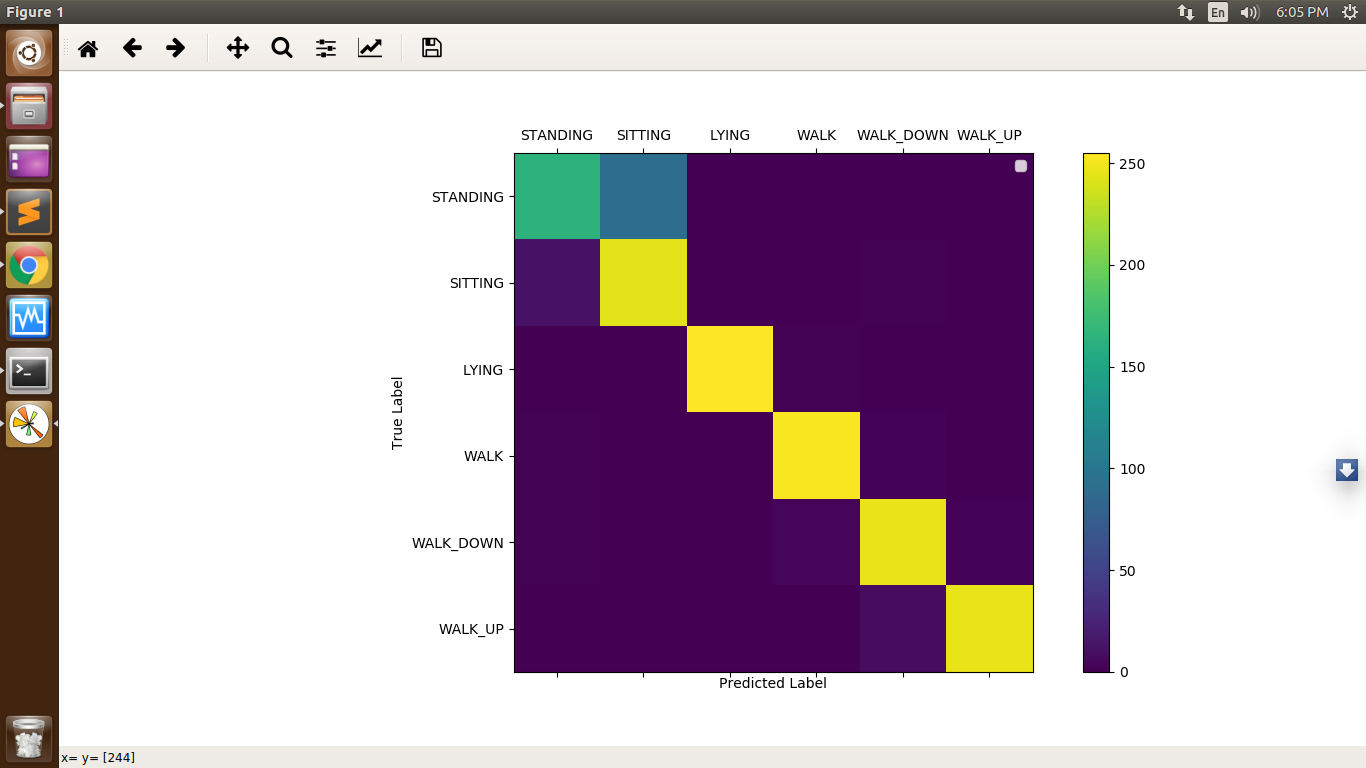 Figure 1
En
6:05 PM
STANDING SITTING LYING WALK WALK_DOWN WALK_UP
STANDING
SITTING
LYING
WALK
WALK_DOWN
WALK_UP
True Label
Predicted Label
250
200
150
100
50
0
x= y= [244]